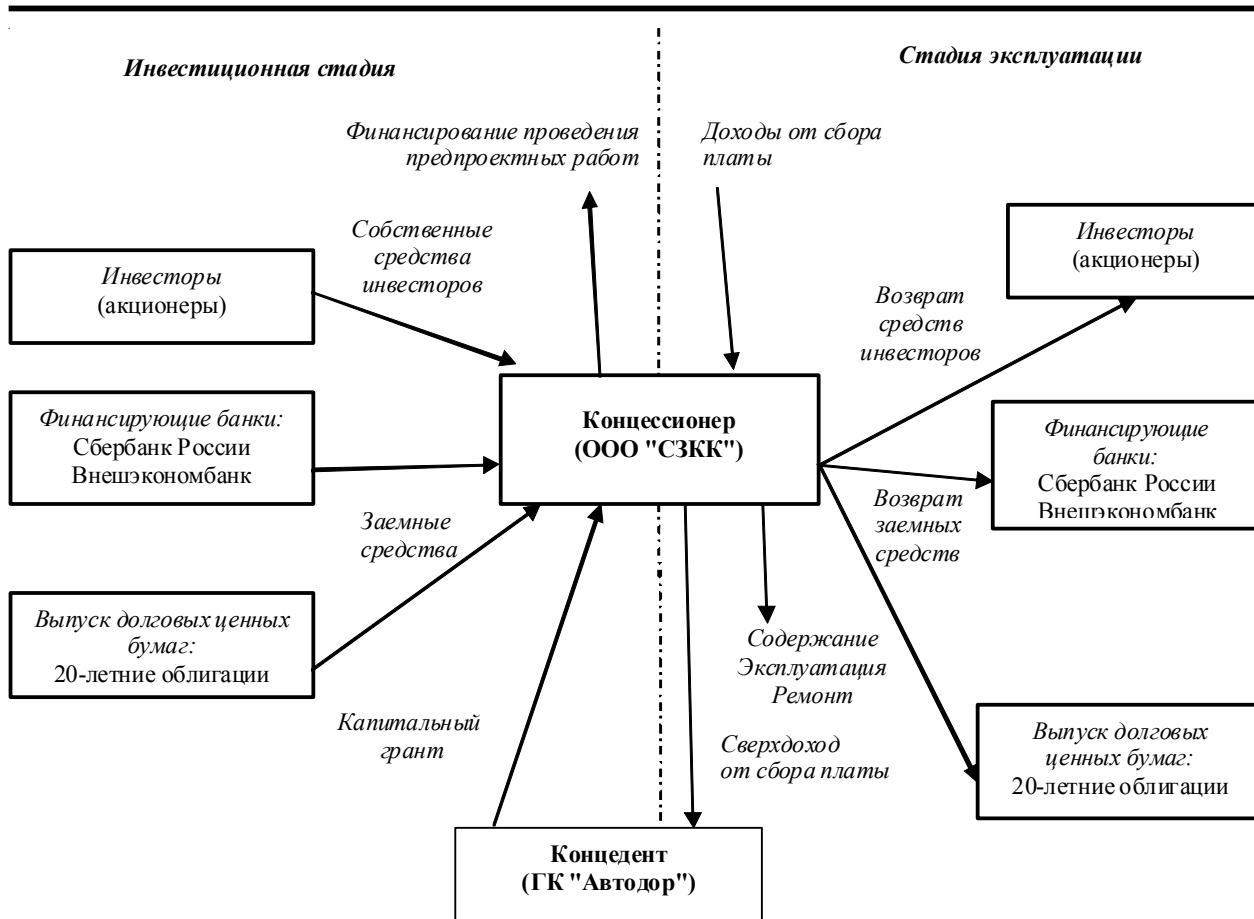 Инвестиционная стадия
Стадия эксплуатации
Финансирование проведения
предпроектных работ
Доходы от сбора
платы
Собственные
средства
инвесторов
Инвесторы
(акционеры)
Инвесторы
(акционеры)
Возврат
средств
инвесторов
Финансирующие банки:
Сбербанк России
Внешэкономбанк
Концессионер
(ООО "СЗКК")
Финансирующие
банки:
Сбербанк России
Внешэкономбанк
Заемные
средства
Возврат
заемных
средств
Выпуск долговых ценных
бумаг:
20-летние облигации
Содержание
Эксплуатация
Ремонт
Капитальный
грант
Сверхдоход
от сбора платы
Выпуск долговых
ценных бумаг:
20-летние облигации
Концедент
(ГК "Автодор")